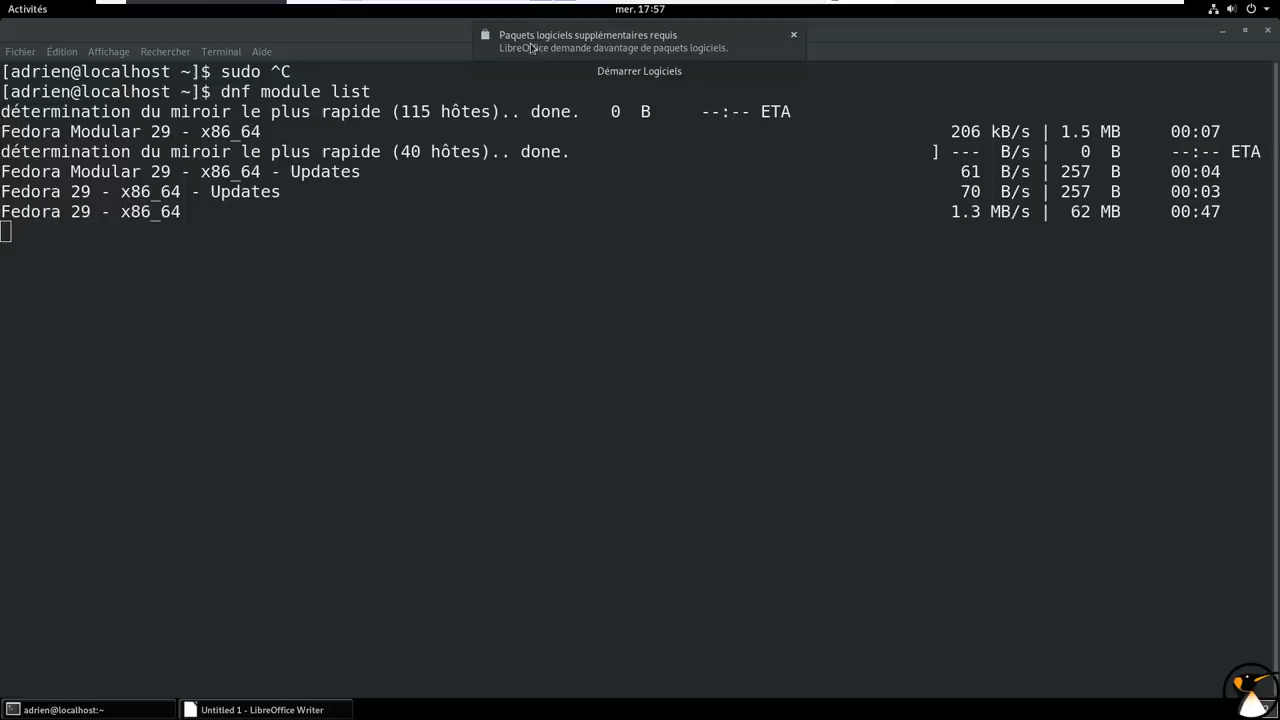 Activités
mer. 17:57
Paquets logiciels supplémentaires requis
LibreOffice demande davantage de paquets logiciels.
Démarrer Logiciels
Fichier Édition Affichage Rechercher Terminal Aide
[adrien@localhost ~]$ sudo ^C
[adrien@localhost ~]$ dnf module list
détermination du miroir le plus rapide (115 hôtes).. done. 0 B --:-- ETA
Fedora Modular 29 - x86_64 206 kB/s | 1.5 MB 00:07
détermination du miroir le plus rapide (40 hôtes).. done. ] --- B/s | 0 B --:-- ETA
Fedora Modular 29 - x86_64 - Updates 61 B/s | 257 B 00:04
Fedora 29 - x86_64 - Updates 70 B/s | 257 B 00:03
Fedora 29 - x86_64 1.3 MB/s | 62 MB 00:47
adrien@localhost:~
Untitled 1 - LibreOffice Writer